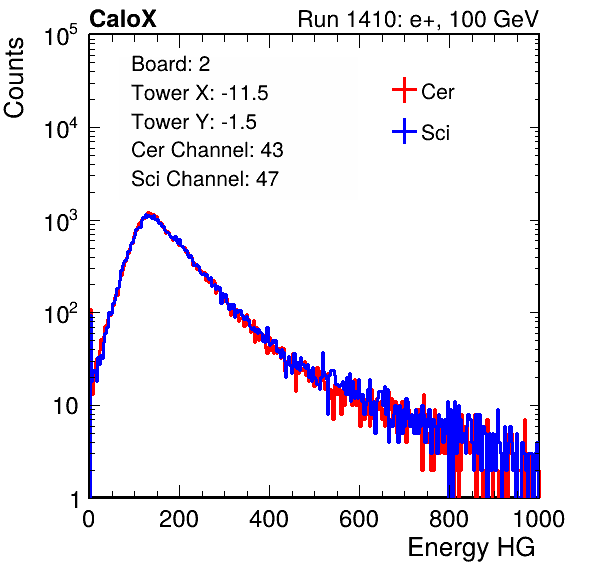 CaloX Run 1410: e+, 100 GeV
Counts
10^5
10^4
10^3
10^2
10
1
Board: 2
Tower X: -11.5
Tower Y: -1.5
Cer Channel: 43
Sci Channel: 47
Cer
Sci
0 200 400 600 800 1000
Energy HG